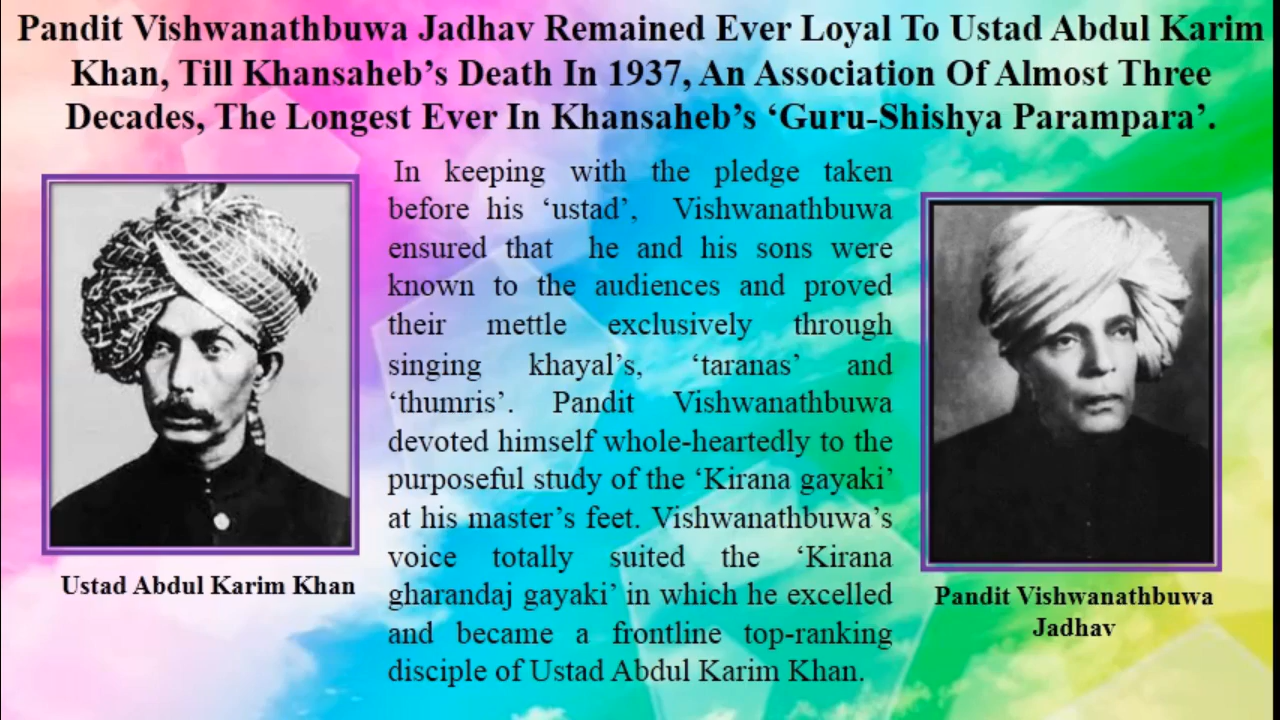 Pandit Vishwanathbuwa Jadhav Remained Ever Loyal To Ustad Abdul Karim
Khan, Till Khansaheb’s Death In 1937, An Association Of Almost Three
Decades, The Longest Ever In Khansaheb’s ‘Guru-Shishya Parampara’.
In keeping with the pledge taken
before his ‘ustad’, Vishwanathbuwa
ensured that he and his sons were
known to the audiences and proved
their mettle exclusively through
singing khayal’s, ‘taranas’ and
‘thumris’. Pandit Vishwanathbuwa
devoted himself whole-heartedly to the
purposeful study of the ‘Kirana gayaki’
at his master’s feet. Vishwanathbuwa’s
voice totally suited the ‘Kirana
gharandaj gayaki’ in which he excelled
and became a frontline top-ranking
disciple of Ustad Abdul Karim Khan.
Ustad Abdul Karim Khan
Pandit Vishwanathbuwa
Jadhav